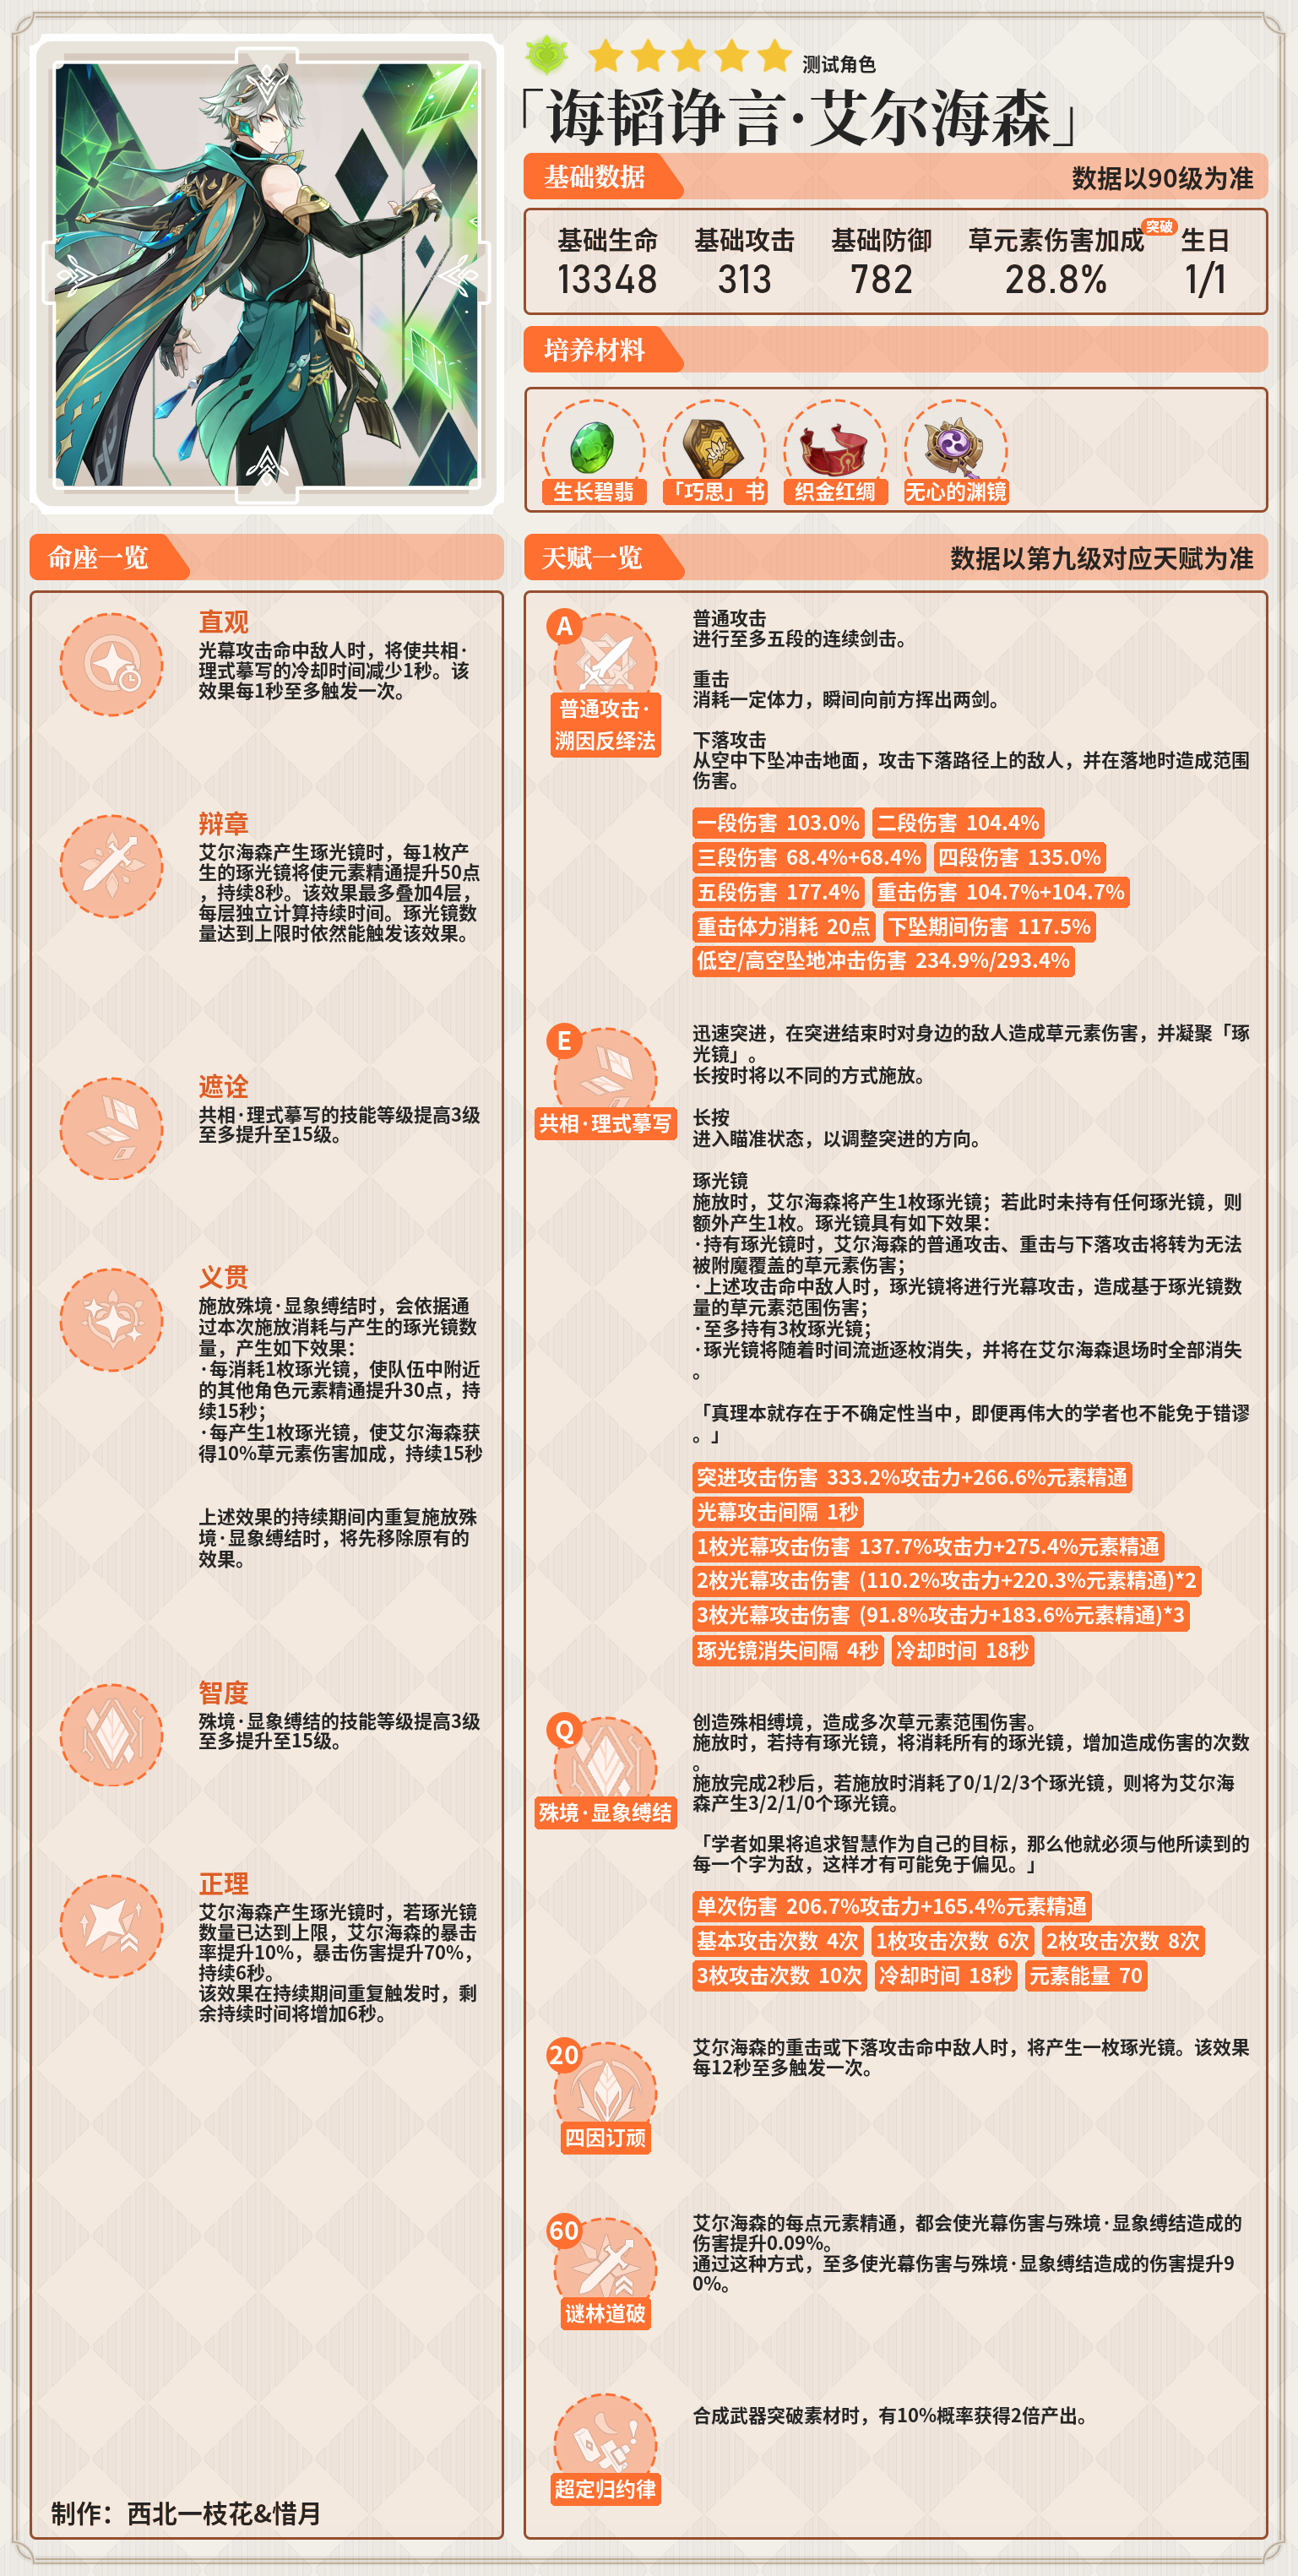 测试角色
「诲韬诤言·艾尔海森」
基础数据
数据以90级为准
基础生命 基础攻击 基础防御 草元素伤害加成 突破 生日
13348 313 782 28.8% 1/1
培养材料
生长碧翡 「巧思」书 织金红绸 无心的渊镜
命座一览
直观
光幕攻击命中敌人时，将使共相·
理式摹写的冷却时间减少1秒。该
效果每1秒至多触发一次。
辩章
艾尔海森产生琢光镜时，每1枚产
生的琢光镜将使元素精通提升50点
，持续8秒。该效果最多叠加4层，
每层独立计算持续时间。琢光镜数
量达到上限时依然能触发该效果。
遮诠
共相·理式摹写的技能等级提高3级
至多提升至15级。
义贯
施放殊境·显象缚结时，会依据通
过本次施放消耗与产生的琢光镜数
量，产生如下效果：
·每消耗1枚琢光镜，使队伍中附近
的其他角色元素精通提升30点，持
续15秒；
·每产生1枚琢光镜，使艾尔海森获
得10%草元素伤害加成，持续15秒
上述效果的持续期间内重复施放殊
境·显象缚结时，将先移除原有的
效果。
智度
殊境·显象缚结的技能等级提高3级
至多提升至15级。
正理
艾尔海森产生琢光镜时，若琢光镜
数量已达到上限，艾尔海森的暴击
率提升10%，暴击伤害提升70%，
持续6秒。
该效果在持续期间重复触发时，剩
余持续时间将增加6秒。
制作：西北一枝花&惜月
天赋一览
数据以第九级对应天赋为准
A
普通攻击·
溯因反绎法
普通攻击
进行至多五段的连续剑击。
重击
消耗一定体力，瞬间向前方挥出两剑。
下落攻击
从空中下坠冲击地面，攻击下落路径上的敌人，并在落地时造成范围
伤害。
一段伤害 103.0% 二段伤害 104.4%
三段伤害 68.4%+68.4% 四段伤害 135.0%
五段伤害 177.4% 重击伤害 104.7%+104.7%
重击体力消耗 20点 下坠期间伤害 117.5%
低空/高空坠地冲击伤害 234.9%/293.4%
E
共相·理式摹写
迅速突进，在突进结束时对身边的敌人造成草元素伤害，并凝聚「琢
光镜」。
长按时将以不同的方式施放。
长按
进入瞄准状态，以调整突进的方向。
琢光镜
施放时，艾尔海森将产生1枚琢光镜；若此时未持有任何琢光镜，则
额外产生1枚。琢光镜具有如下效果：
·持有琢光镜时，艾尔海森的普通攻击、重击与下落攻击将转为无法
被附魔覆盖的草元素伤害；
·上述攻击命中敌人时，琢光镜将进行光幕攻击，造成基于琢光镜数
量的草元素范围伤害；
·至多持有3枚琢光镜；
·琢光镜将随着时间流逝逐枚消失，并将在艾尔海森退场时全部消失
。
「真理本就存在于不确定性当中，即便再伟大的学者也不能免于错谬
。」
突进攻击伤害 333.2%攻击力+266.6%元素精通
光幕攻击间隔 1秒
1枚光幕攻击伤害 137.7%攻击力+275.4%元素精通
2枚光幕攻击伤害 (110.2%攻击力+220.3%元素精通)*2
3枚光幕攻击伤害 (91.8%攻击力+183.6%元素精通)*3
琢光镜消失间隔 4秒 冷却时间 18秒
Q
殊境·显象缚结
创造殊相缚境，造成多次草元素范围伤害。
施放时，若持有琢光镜，将消耗所有的琢光镜，增加造成伤害的次数
。
施放完成2秒后，若施放时消耗了0/1/2/3个琢光镜，则将为艾尔海
森产生3/2/1/0个琢光镜。
「学者如果将追求智慧作为自己的目标，那么他就必须与他所读到的
每一个字为敌，这样才有可能免于偏见。」
单次伤害 206.7%攻击力+165.4%元素精通
基本攻击次数 4次 1枚攻击次数 6次 2枚攻击次数 8次
3枚攻击次数 10次 冷却时间 18秒 元素能量 70
20
四因订顽
艾尔海森的重击或下落攻击命中敌人时，将产生一枚琢光镜。该效果
每12秒至多触发一次。
60
谜林道破
艾尔海森的每点元素精通，都会使光幕伤害与殊境·显象缚结造成的
伤害提升0.09%。
通过这种方式，至多使光幕伤害与殊境·显象缚结造成的伤害提升9
0%。
超定归约律
合成武器突破素材时，有10%概率获得2倍产出。